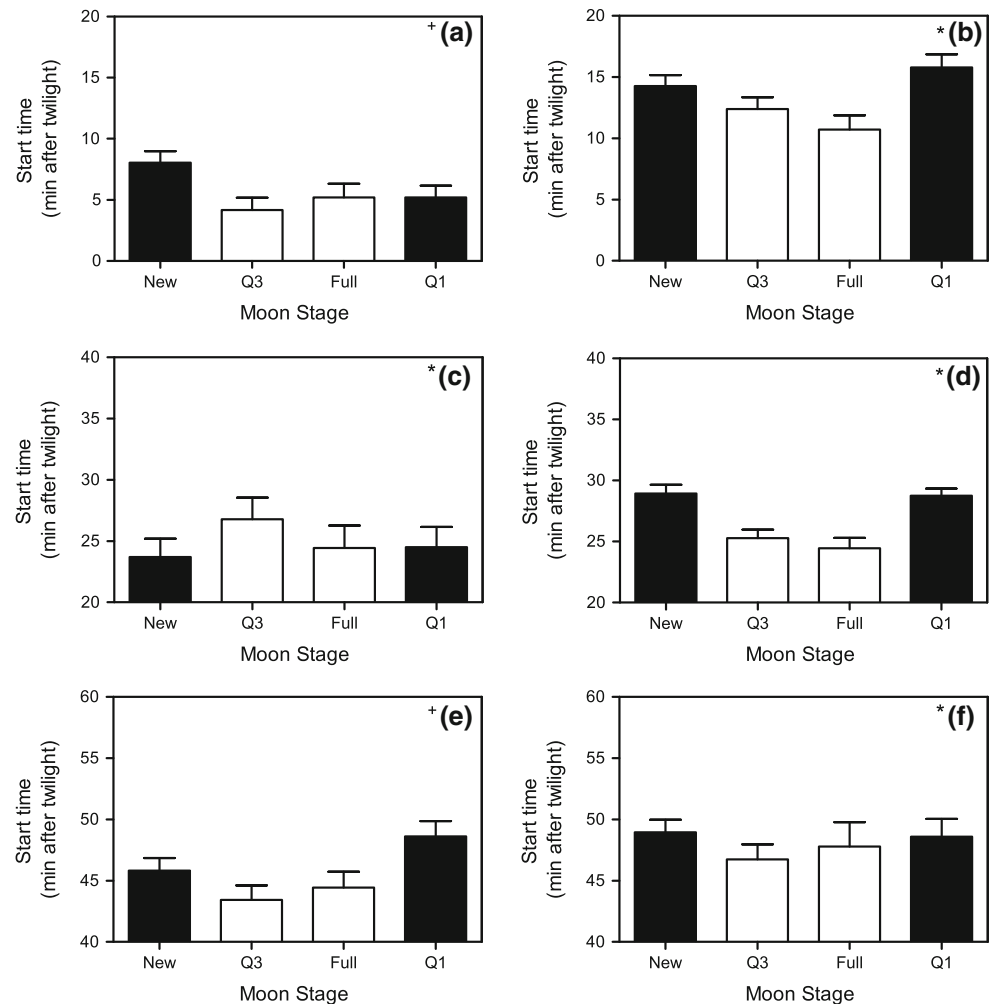 +(a)
Start time
(min after twilight)
20
15
10
5
0
New Q3 Full Q1
Moon Stage
*(b)
Start time
(min after twilight)
20
15
10
5
0
New Q3 Full Q1
Moon Stage
*(c)
Start time
(min after twilight)
40
35
30
25
20
New Q3 Full Q1
Moon Stage
*(d)
Start time
(min after twilight)
40
35
30
25
20
New Q3 Full Q1
Moon Stage
+(e)
Start time
(min after twilight)
60
55
50
45
40
New Q3 Full Q1
Moon Stage
*(f)
Start time
(min after twilight)
60
55
50
45
40
New Q3 Full Q1
Moon Stage